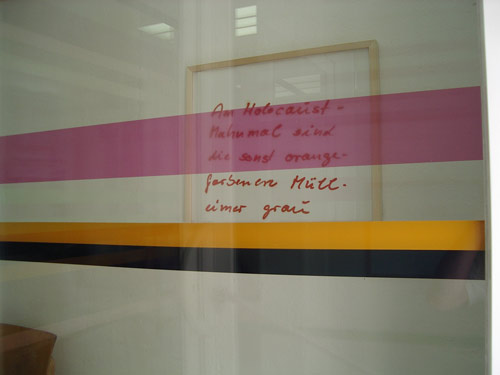 Am Holocaust-
Mahnmal sind
die sonst orange-
farbenen Müll-
eimer grau